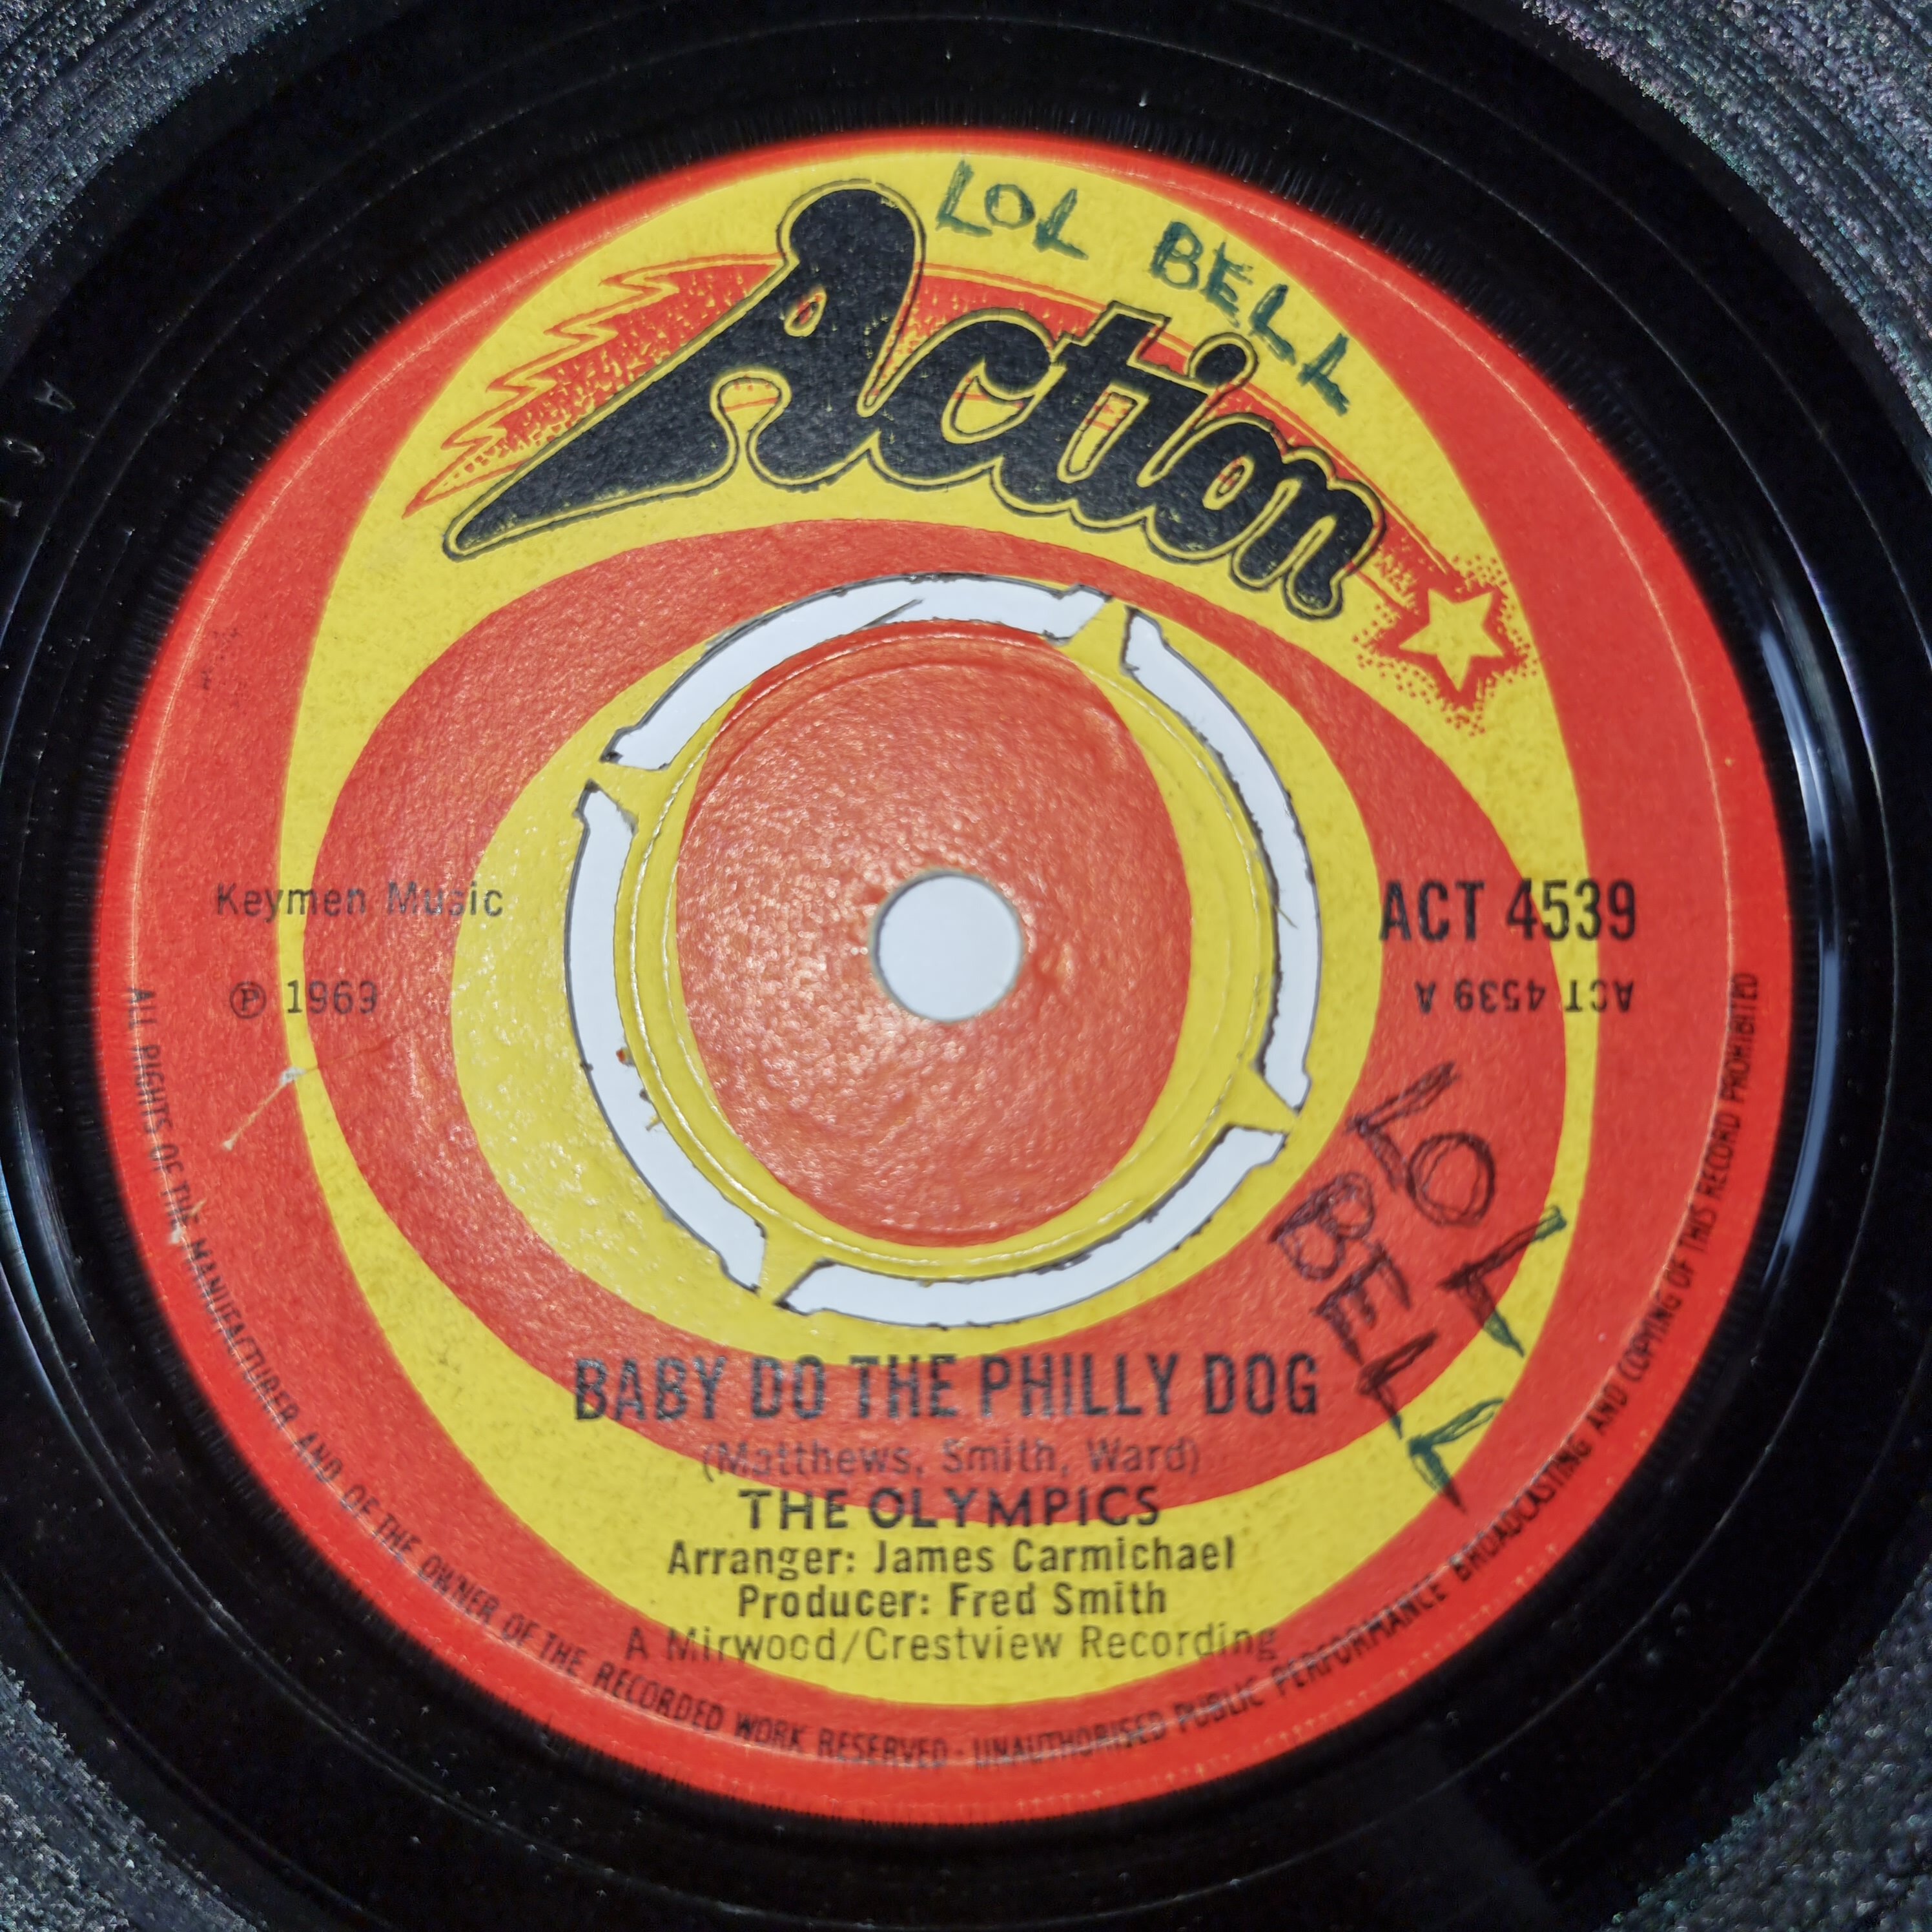 LOL BELL
Action
Keymen Music
℗ 1969
ACT 4539
ACT 4539 A
LOL
BELL
BABY DO THE PHILLY DOG
(Matthews, Smith, Ward)
THE OLYMPICS
Arranger: James Carmichael
Producer: Fred Smith
A Mirwood/Crestview Recording
ALL RIGHTS OF THE MANUFACTURER AND OF THE OWNER OF THE RECORDED WORK RESERVED · UNAUTHORISED PUBLIC PERFORMANCE BROADCASTING AND COPYING OF THIS RECORD PROHIBITED